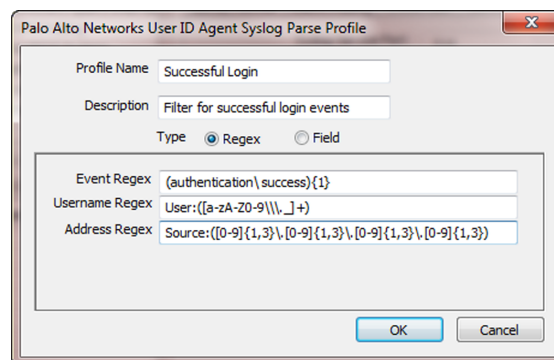 Palo Alto Networks User ID Agent Syslog Parse Profile
Profile Name Successful Login
Description Filter for successful login events
Type Regex Field
Event Regex (authentication\ success){1}
Username Regex User:([a-zA-Z0-9\\\._]+)
Address Regex Source:([0-9]{1,3}\.[0-9]{1,3}\.[0-9]{1,3}\.[0-9]{1,3})
OK Cancel